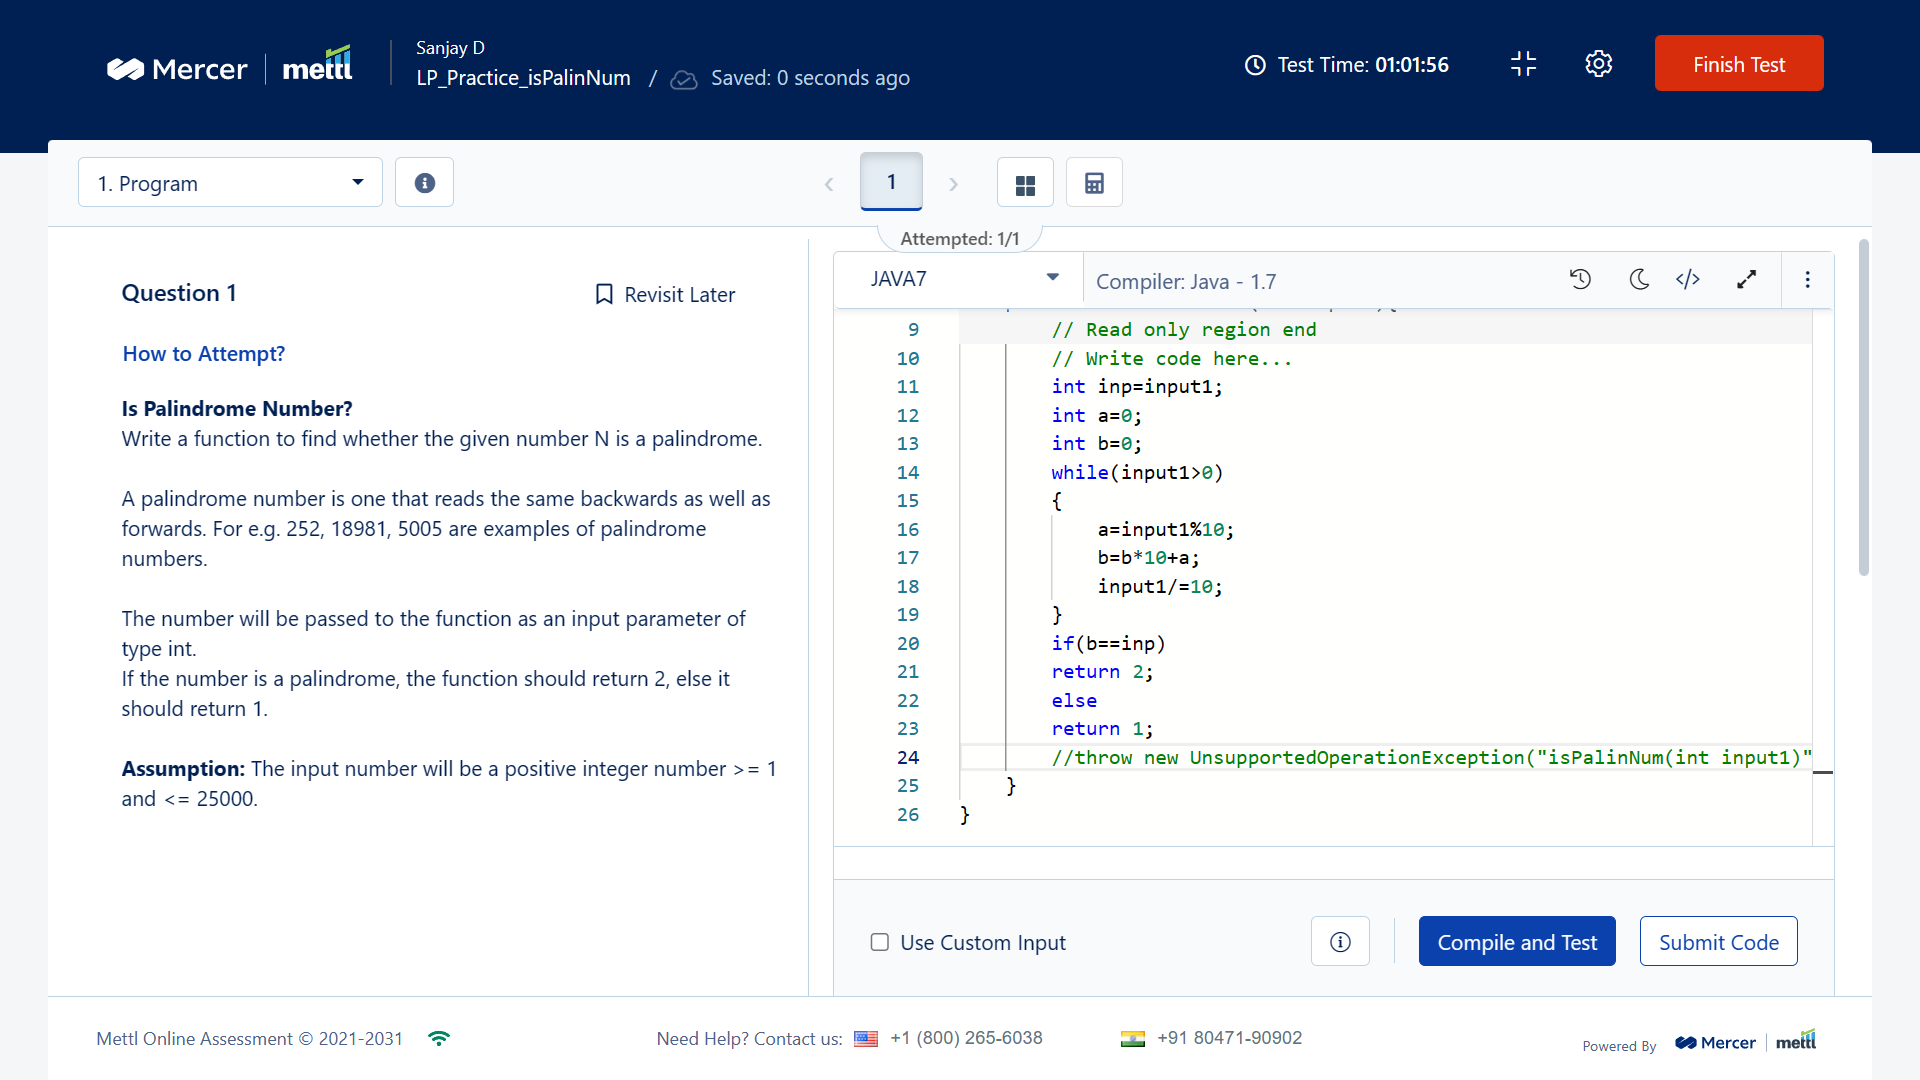 Mercer | mettl
Sanjay D
LP_Practice_isPalinNum / Saved: 0 seconds ago
Test Time: 01:01:56
Finish Test
1. Program
1
Attempted: 1/1
Question 1
Revisit Later
How to Attempt?
Is Palindrome Number?
Write a function to find whether the given number N is a palindrome.
A palindrome number is one that reads the same backwards as well as
forwards. For e.g. 252, 18981, 5005 are examples of palindrome
numbers.
The number will be passed to the function as an input parameter of
type int.
If the number is a palindrome, the function should return 2, else it
should return 1.
Assumption: The input number will be a positive integer number >= 1
and <= 25000.
JAVA7
Compiler: Java - 1.7
9 // Read only region end
10 // Write code here...
11 int inp=input1;
12 int a=0;
13 int b=0;
14 while(input1>0)
15 {
16 a=input1%10;
17 b=b*10+a;
18 input1/=10;
19 }
20 if(b==inp)
21 return 2;
22 else
23 return 1;
24 //throw new UnsupportedOperationException("isPalinNum(int input1)"
25 }
26 }
Use Custom Input
Compile and Test
Submit Code
Mettl Online Assessment © 2021-2031
Need Help? Contact us: +1 (800) 265-6038
+91 80471-90902
Powered By Mercer | mettl